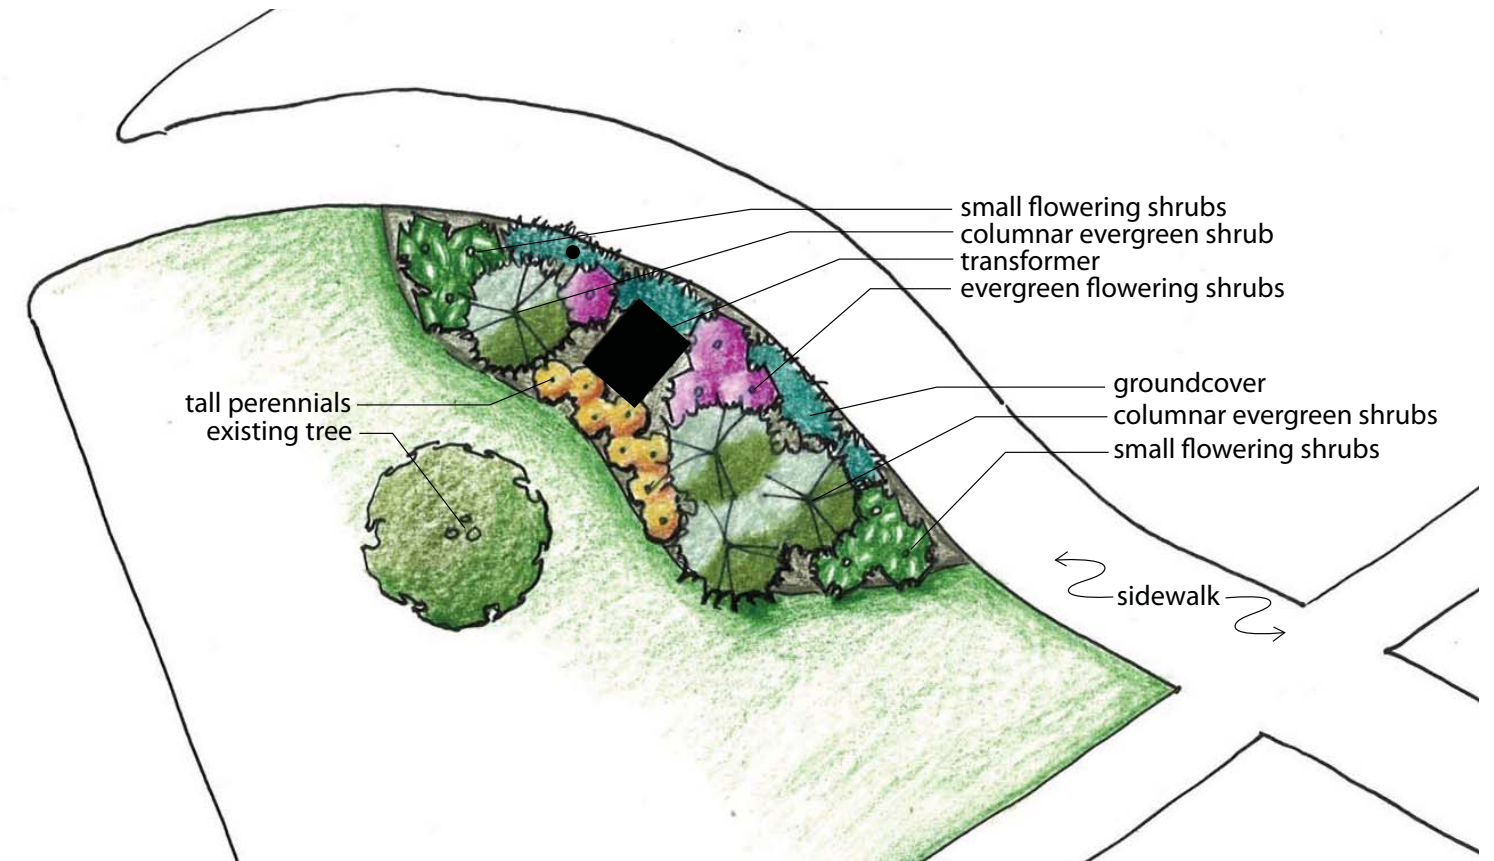 small flowering shrubs
columnar evergreen shrub
transformer
evergreen flowering shrubs
groundcover
columnar evergreen shrubs
small flowering shrubs
tall perennials
existing tree
sidewalk